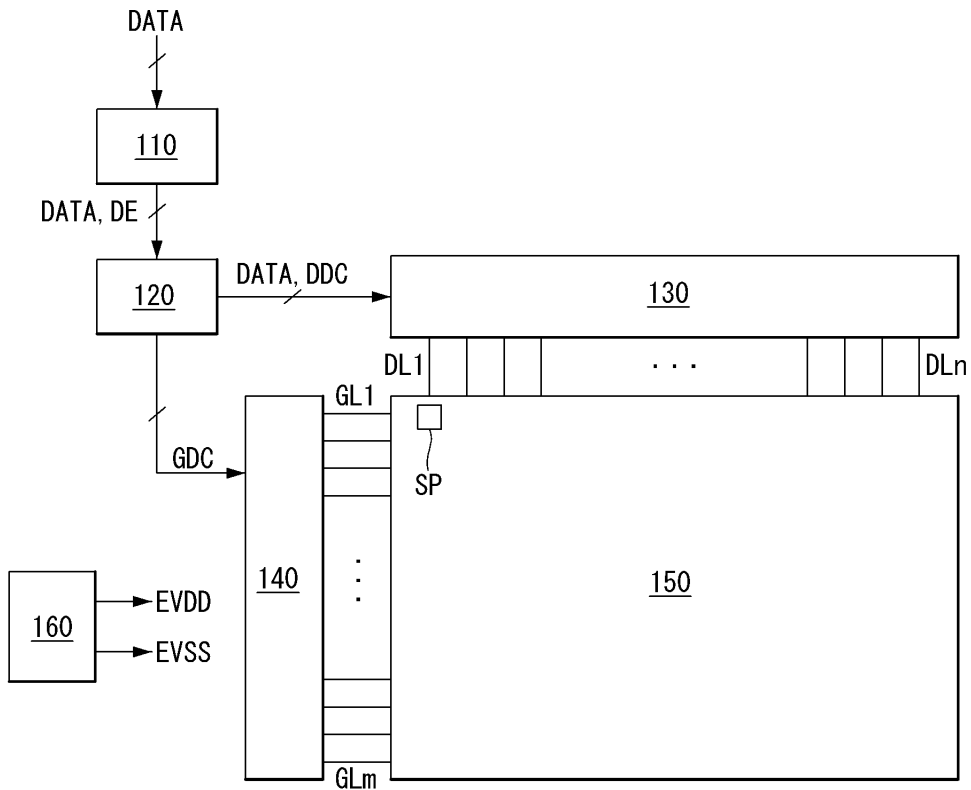 DATA
110
DATA, DE
120
DATA, DDC
130
DL1
. . .
DLn
GL1
SP
GDC
140
150
160
EVDD
EVSS
GLm